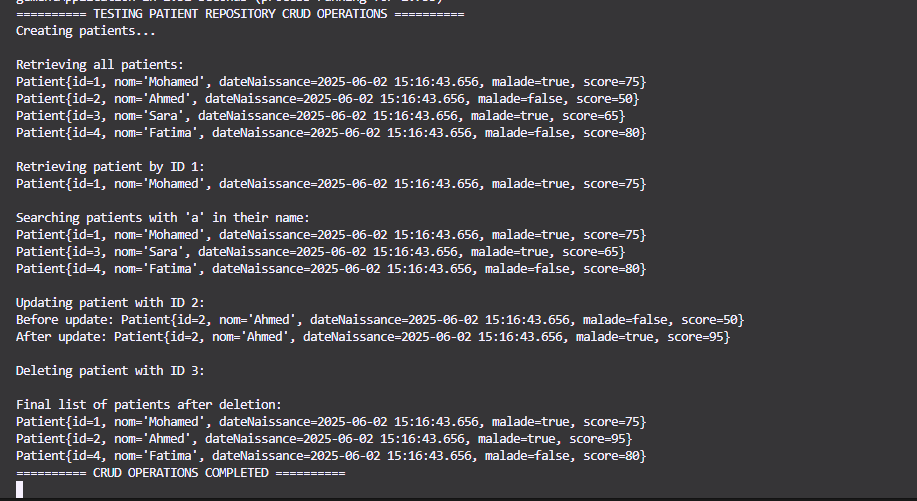 ========== TESTING PATIENT REPOSITORY CRUD OPERATIONS ==========
Creating patients...
Retrieving all patients:
Patient{id=1, nom='Mohamed', dateNaissance=2025-06-02 15:16:43.656, malade=true, score=75}
Patient{id=2, nom='Ahmed', dateNaissance=2025-06-02 15:16:43.656, malade=false, score=50}
Patient{id=3, nom='Sara', dateNaissance=2025-06-02 15:16:43.656, malade=true, score=65}
Patient{id=4, nom='Fatima', dateNaissance=2025-06-02 15:16:43.656, malade=false, score=80}
Retrieving patient by ID 1:
Patient{id=1, nom='Mohamed', dateNaissance=2025-06-02 15:16:43.656, malade=true, score=75}
Searching patients with 'a' in their name:
Patient{id=1, nom='Mohamed', dateNaissance=2025-06-02 15:16:43.656, malade=true, score=75}
Patient{id=3, nom='Sara', dateNaissance=2025-06-02 15:16:43.656, malade=true, score=65}
Patient{id=4, nom='Fatima', dateNaissance=2025-06-02 15:16:43.656, malade=false, score=80}
Updating patient with ID 2:
Before update: Patient{id=2, nom='Ahmed', dateNaissance=2025-06-02 15:16:43.656, malade=false, score=50}
After update: Patient{id=2, nom='Ahmed', dateNaissance=2025-06-02 15:16:43.656, malade=true, score=95}
Deleting patient with ID 3:
Final list of patients after deletion:
Patient{id=1, nom='Mohamed', dateNaissance=2025-06-02 15:16:43.656, malade=true, score=75}
Patient{id=2, nom='Ahmed', dateNaissance=2025-06-02 15:16:43.656, malade=true, score=95}
Patient{id=4, nom='Fatima', dateNaissance=2025-06-02 15:16:43.656, malade=false, score=80}
========== CRUD OPERATIONS COMPLETED ==========